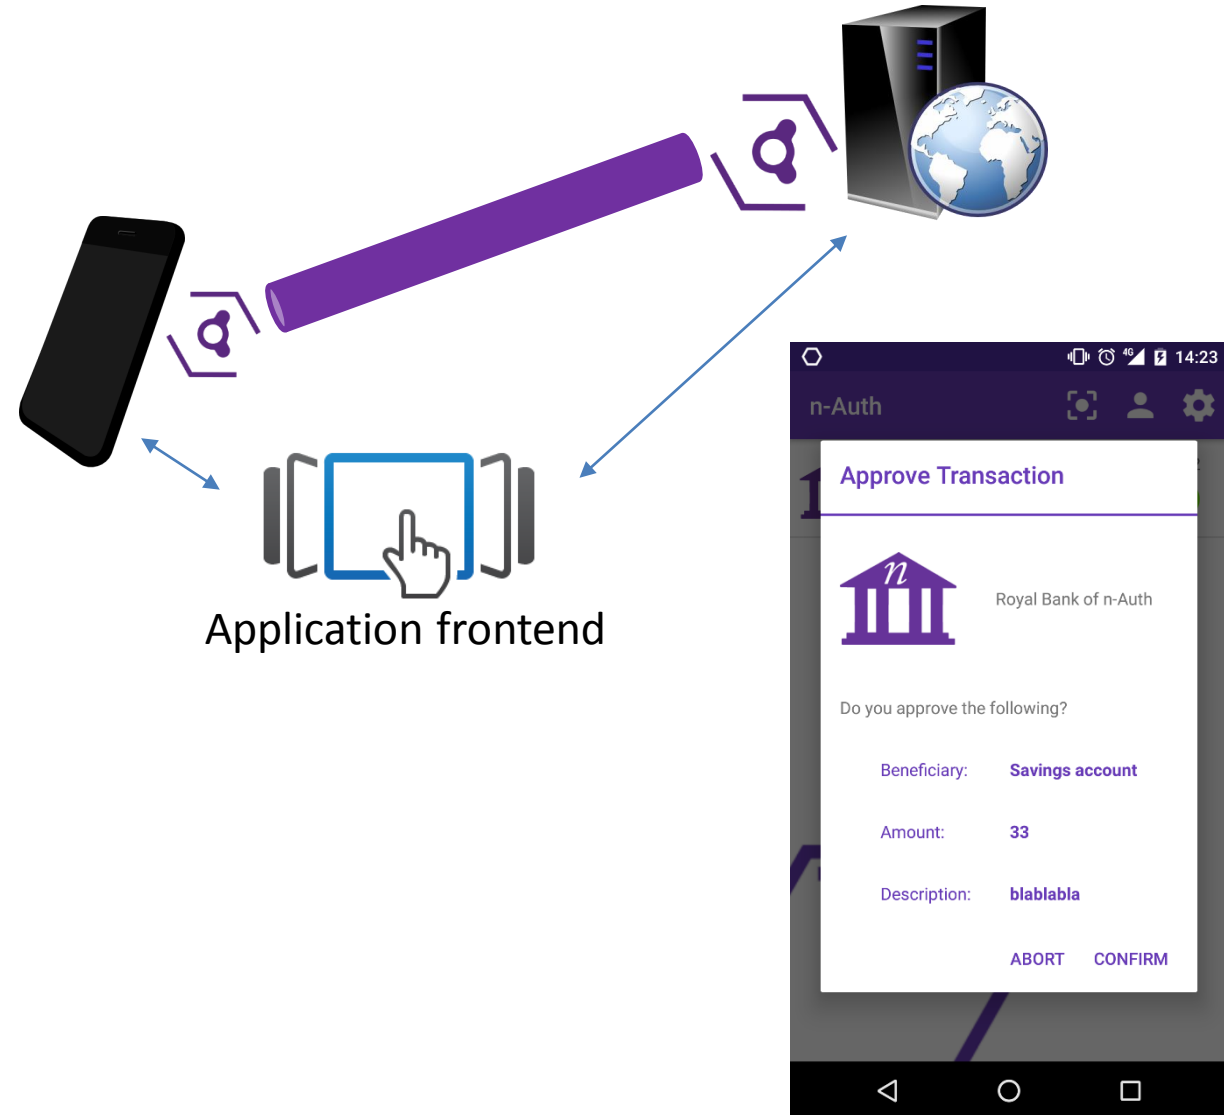 Application frontend
4G 14:23
n-Auth
Approve Transaction
n
Royal Bank of n-Auth
Do you approve the following?
Beneficiary: Savings account
Amount: 33
Description: blablabla
ABORT CONFIRM